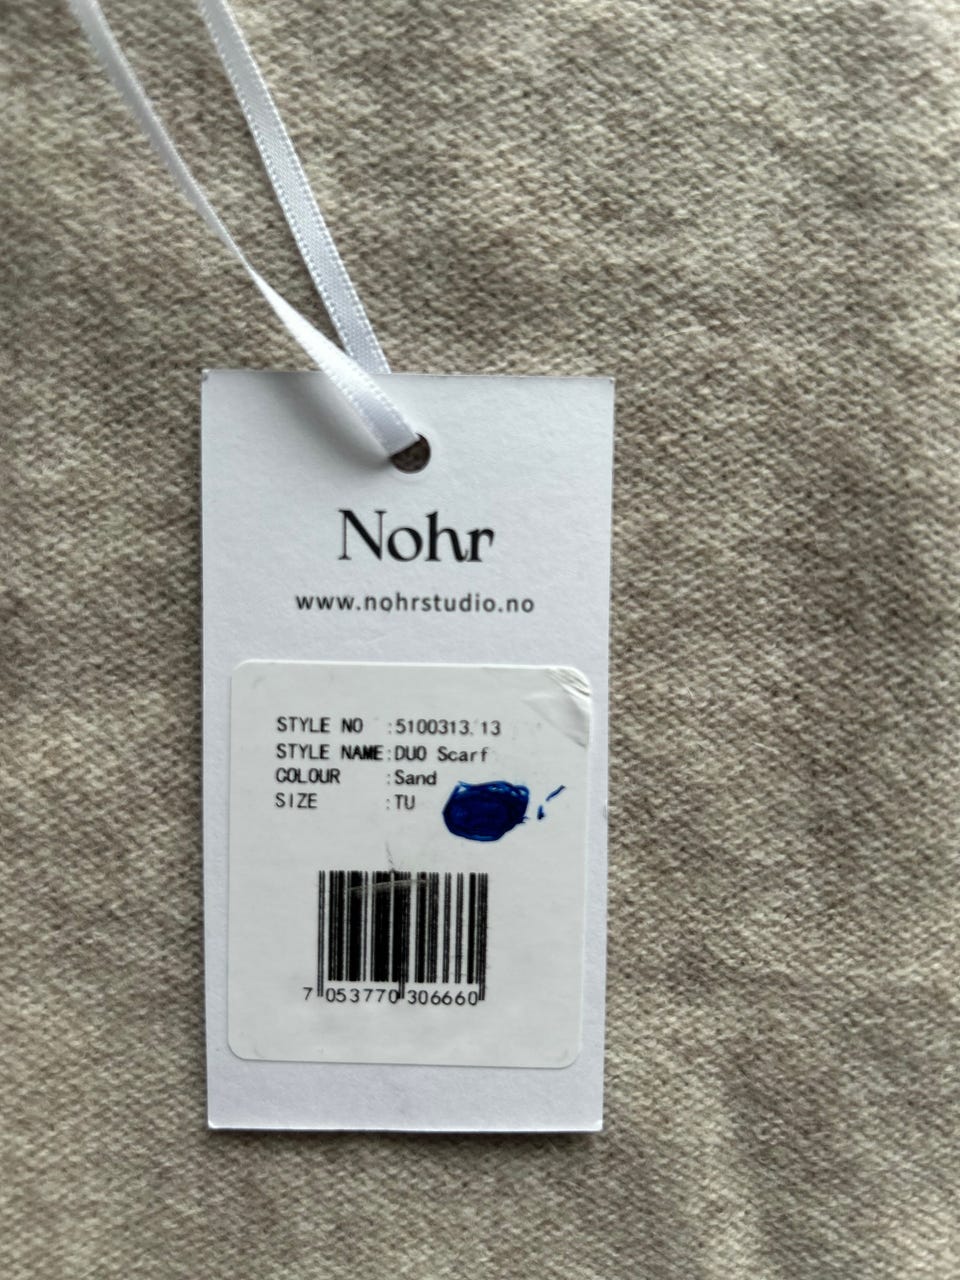 Nohr
www.nohrstudio.no
STYLE NO :5100313.13
STYLE NAME:DUO Scarf
COLOUR :Sand
SIZE :TU
7 053770 306660